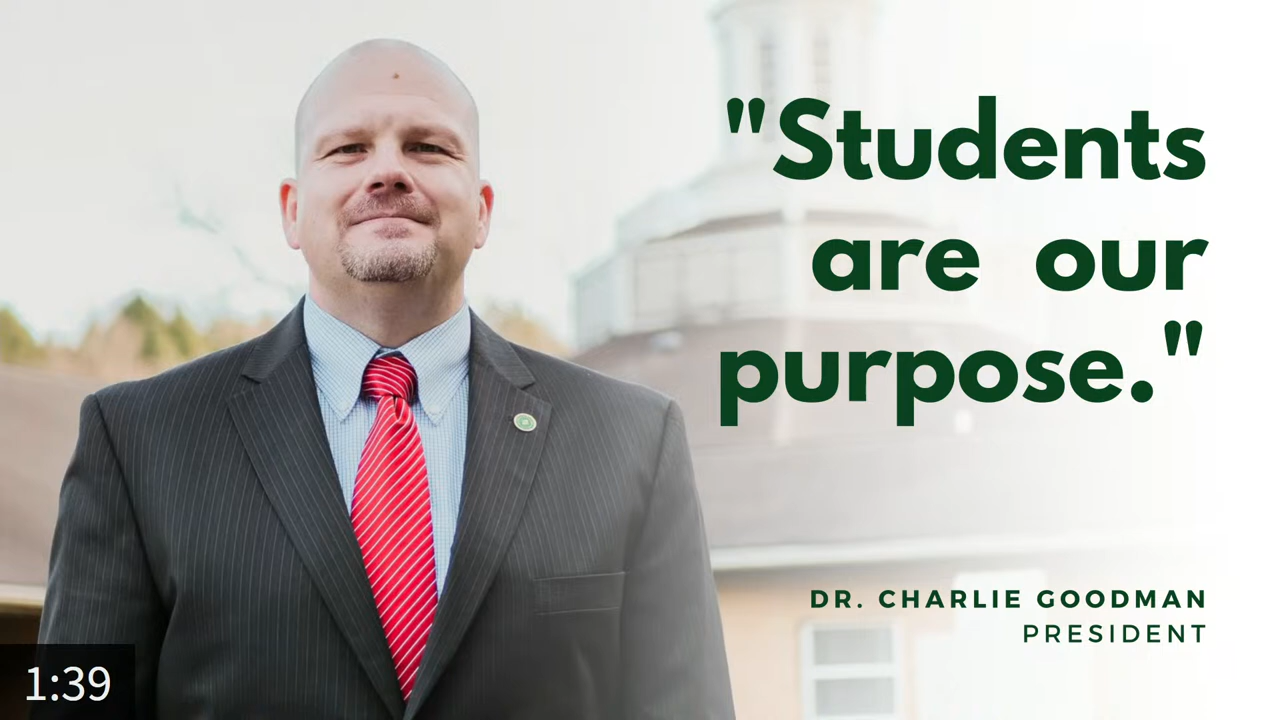 "Students
are our
purpose."
DR. CHARLIE GOODMAN
PRESIDENT
1:39